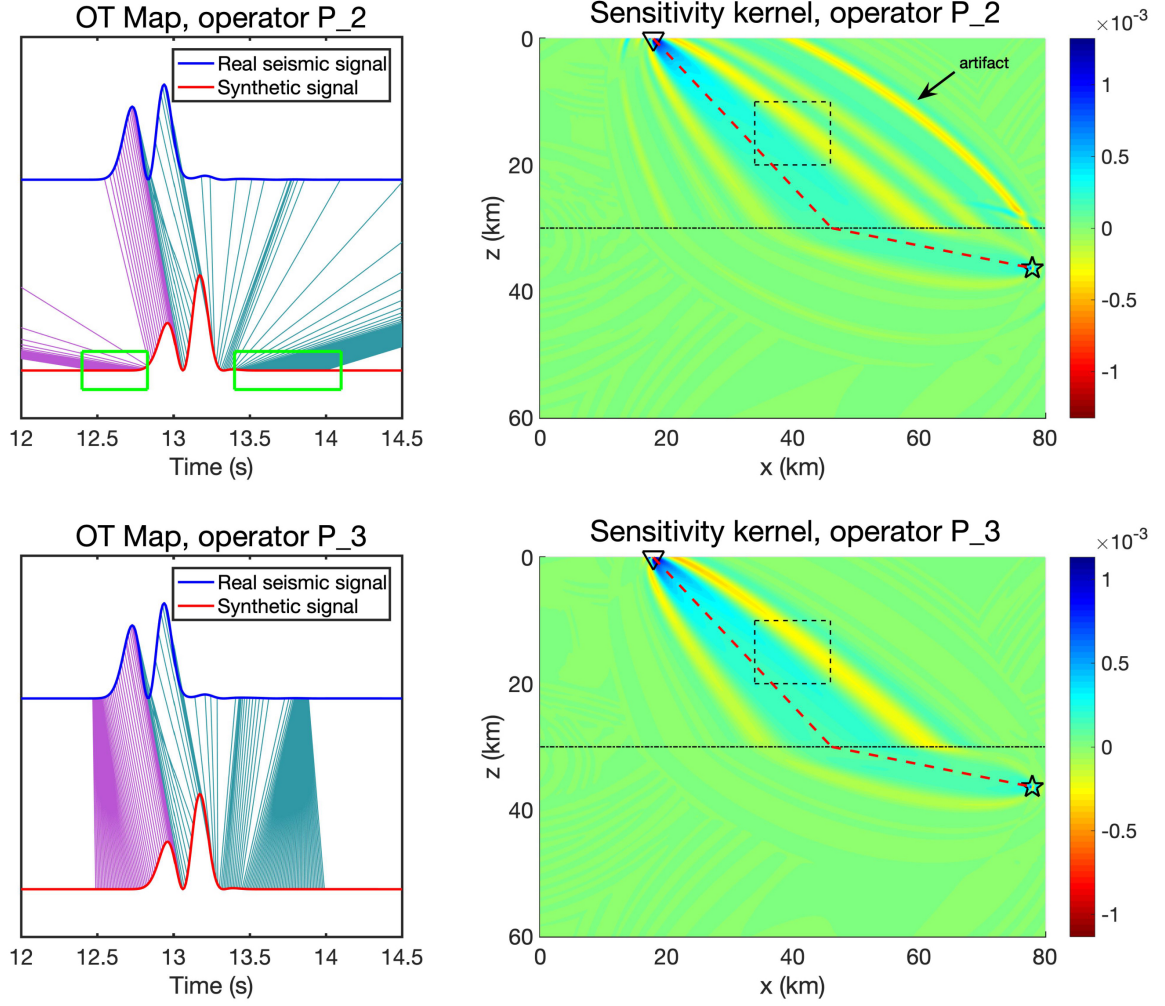 OT Map, operator P_2
Real seismic signal
Synthetic signal
12 12.5 13 13.5 14 14.5
Time (s)
Sensitivity kernel, operator P_2
×10⁻³
artifact
0
20
40
60
z (km)
0 20 40 60 80
x (km)
1
0.5
0
-0.5
-1
OT Map, operator P_3
Real seismic signal
Synthetic signal
12 12.5 13 13.5 14 14.5
Time (s)
Sensitivity kernel, operator P_3
×10⁻³
0
20
40
60
z (km)
0 20 40 60 80
x (km)
1
0.5
0
-0.5
-1